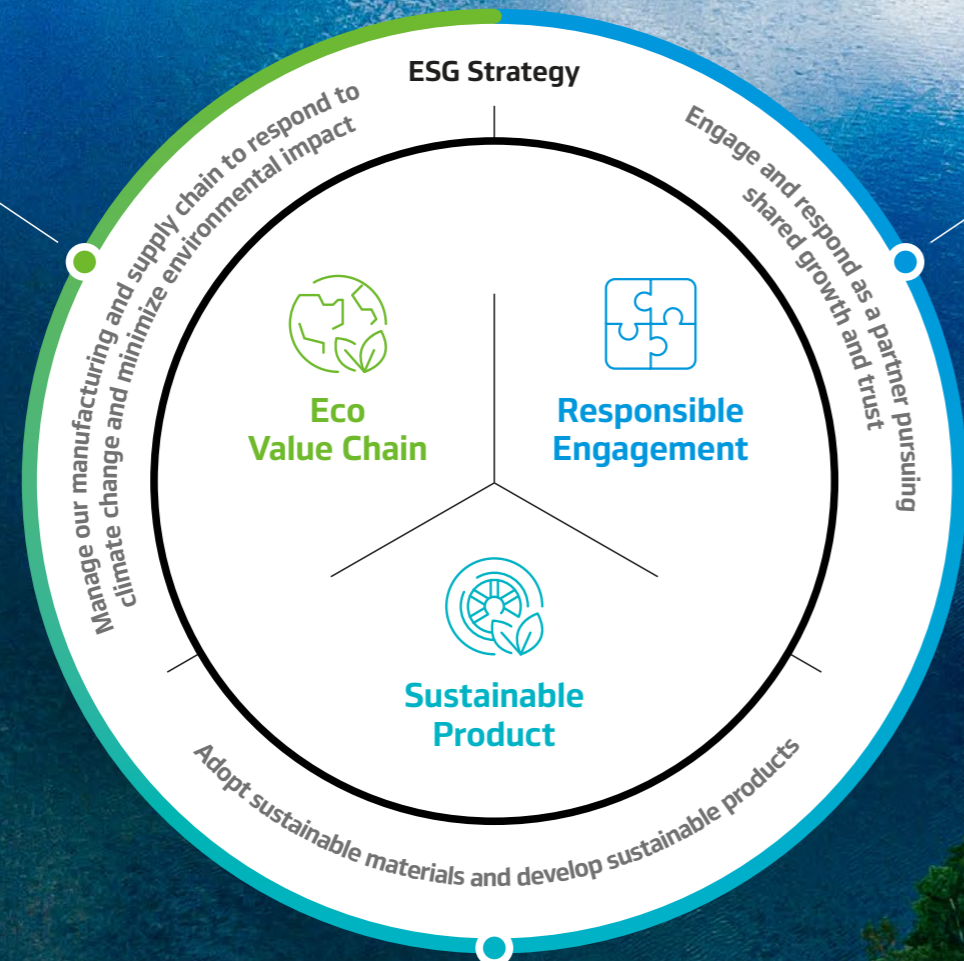 ESG Strategy
Manage our manufacturing and supply chain to respond to
climate change and minimize environmental impact
Engage and respond as a partner pursuing
shared growth and trust
Eco
Value Chain
Responsible
Engagement
Sustainable
Product
Adopt sustainable materials and develop sustainable products